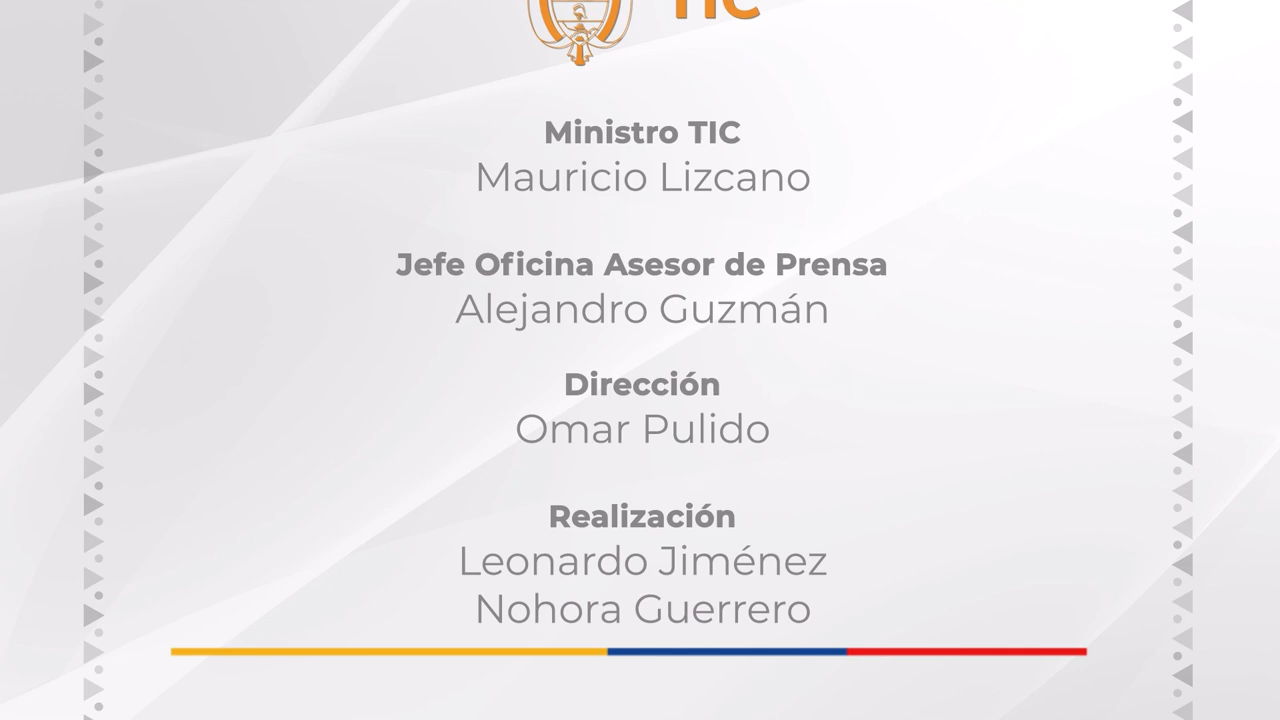 TIC
Ministro TIC
Mauricio Lizcano
Jefe Oficina Asesor de Prensa
Alejandro Guzmán
Dirección
Omar Pulido
Realización
Leonardo Jiménez
Nohora Guerrero